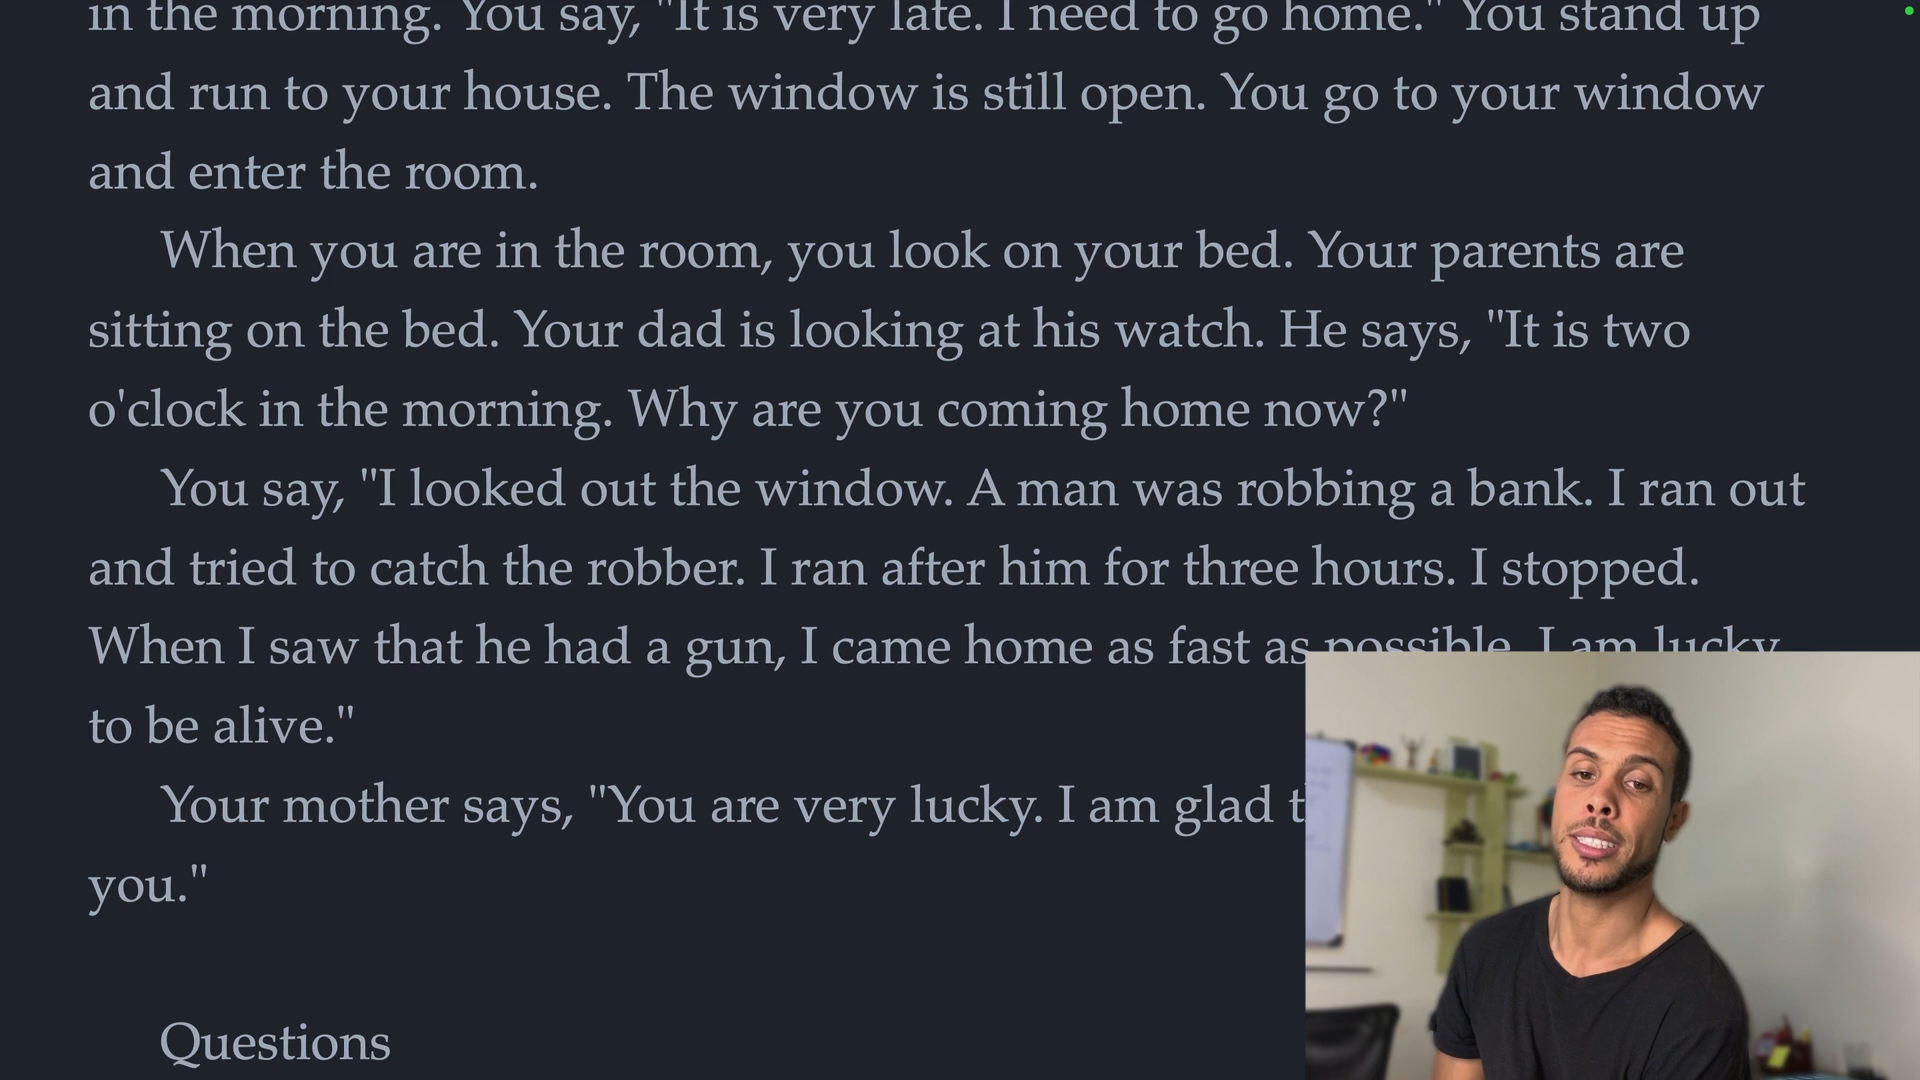 in the morning. You say, "It is very late. I need to go home." You stand up
and run to your house. The window is still open. You go to your window
and enter the room.
When you are in the room, you look on your bed. Your parents are
sitting on the bed. Your dad is looking at his watch. He says, "It is two
o'clock in the morning. Why are you coming home now?"
You say, "I looked out the window. A man was robbing a bank. I ran out
and tried to catch the robber. I ran after him for three hours. I stopped.
When I saw that he had a gun, I came home as fast as possible. I am lucky
to be alive."
Your mother says, "You are very lucky. I am glad
you."
Questions